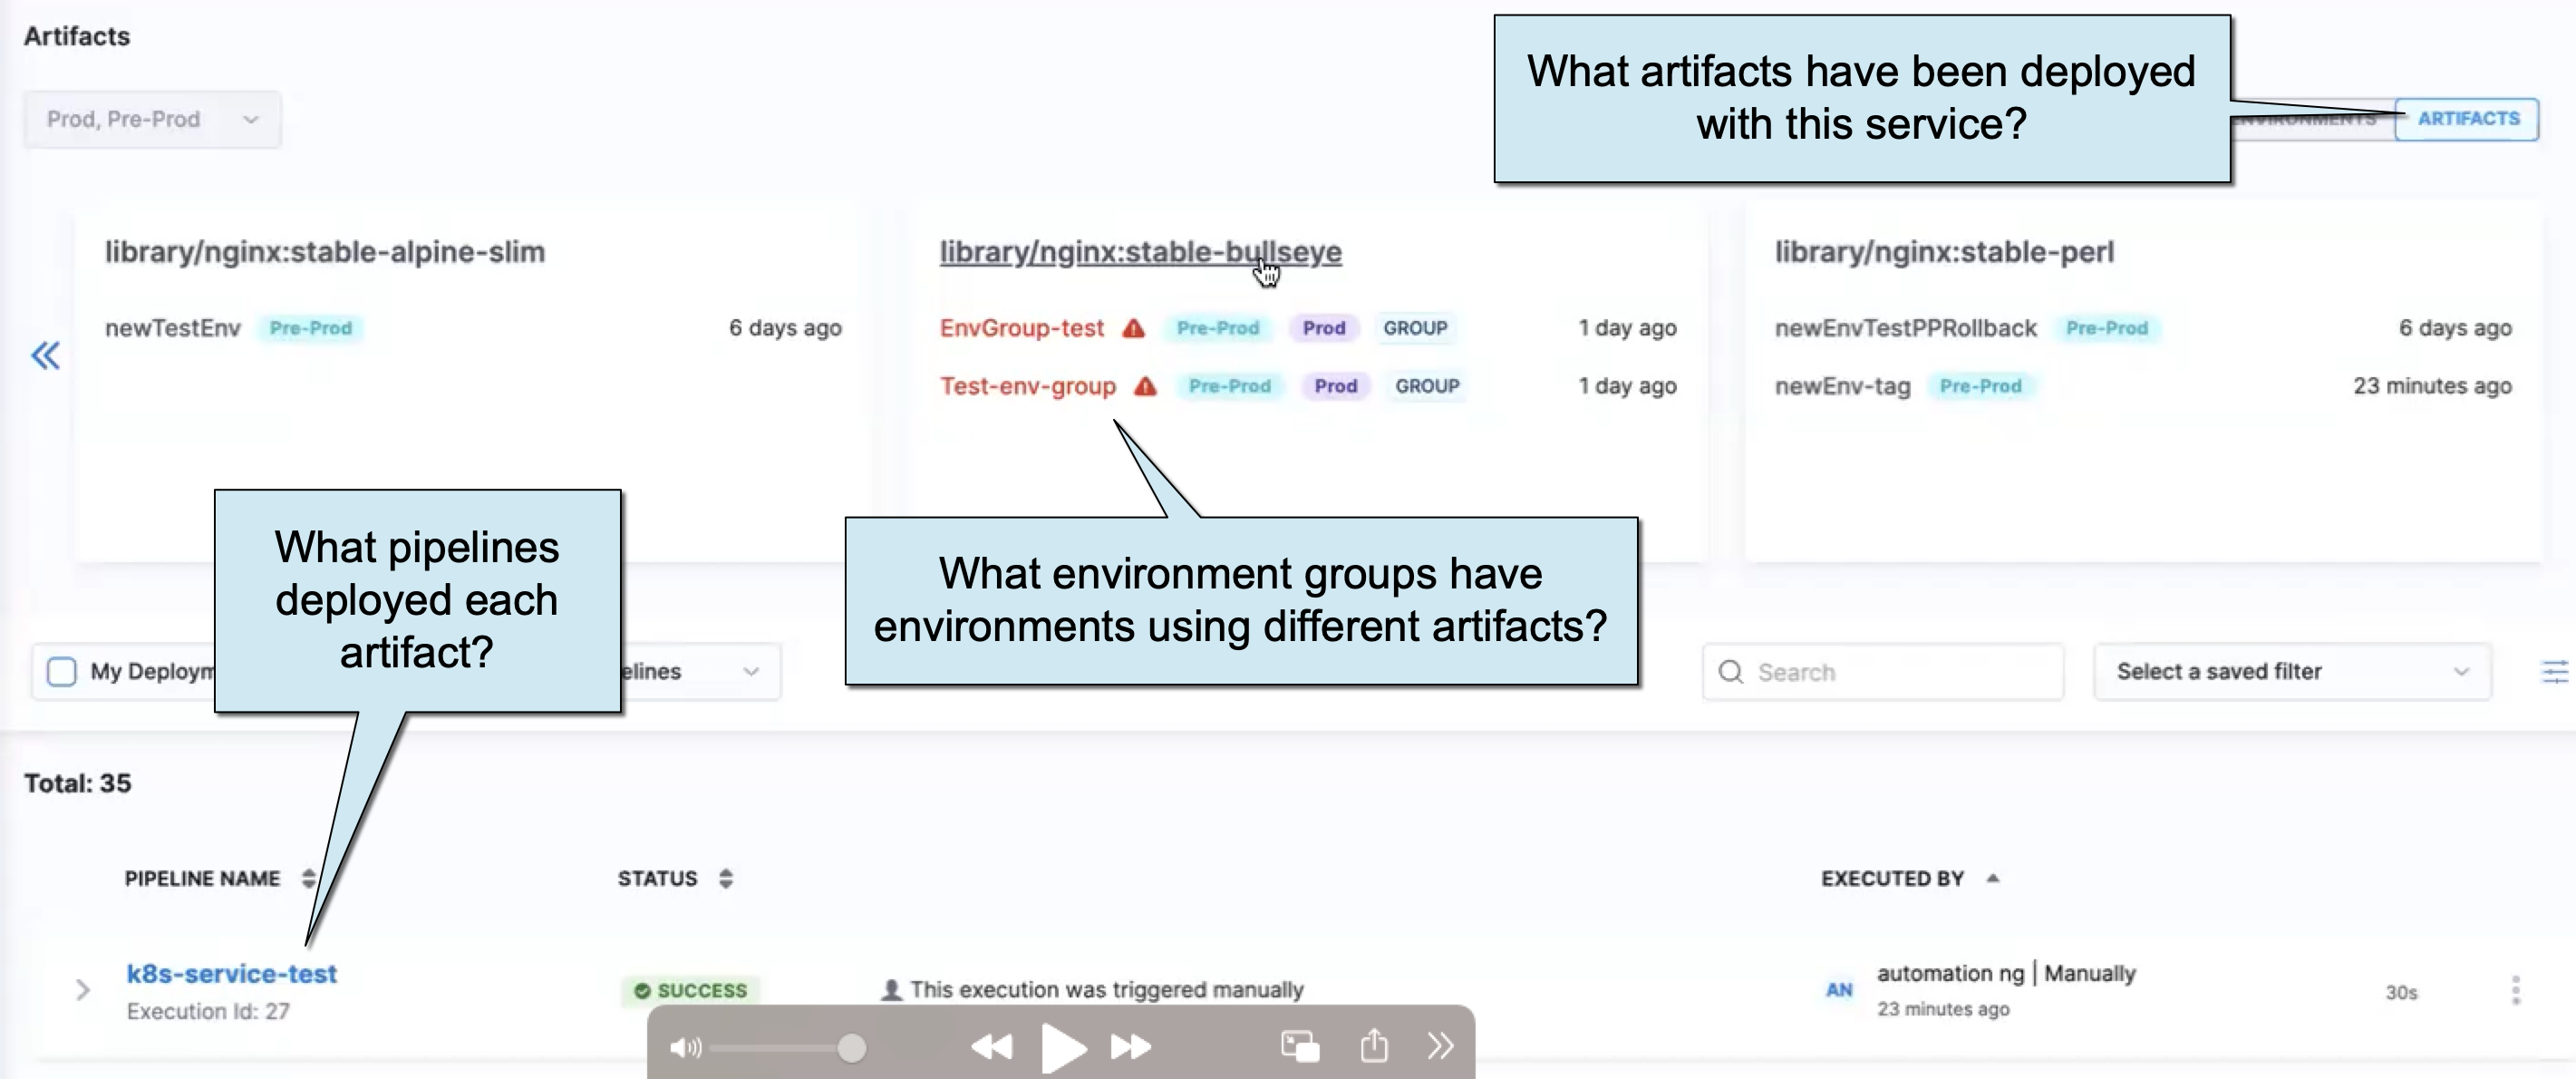 Artifacts
What artifacts have been deployed
with this service?
Prod, Pre-Prod
ARTIFACTS
library/nginx:stable-alpine-slim
library/nginx:stable-bullseye
library/nginx:stable-perl
newTestEnv Pre-Prod 6 days ago
EnvGroup-test Pre-Prod Prod GROUP 1 day ago
newEnvTestPPRollback Pre-Prod 6 days ago
Test-env-group Pre-Prod Prod GROUP 1 day ago
newEnv-tag Pre-Prod 23 minutes ago
What pipelines
deployed each
artifact?
What environment groups have
environments using different artifacts?
My Deploym
elines
Search
Select a saved filter
Total: 35
PIPELINE NAME STATUS EXECUTED BY
k8s-service-test
Execution Id: 27
SUCCESS
This execution was triggered manually
AN
automation ng | Manually
23 minutes ago
30s